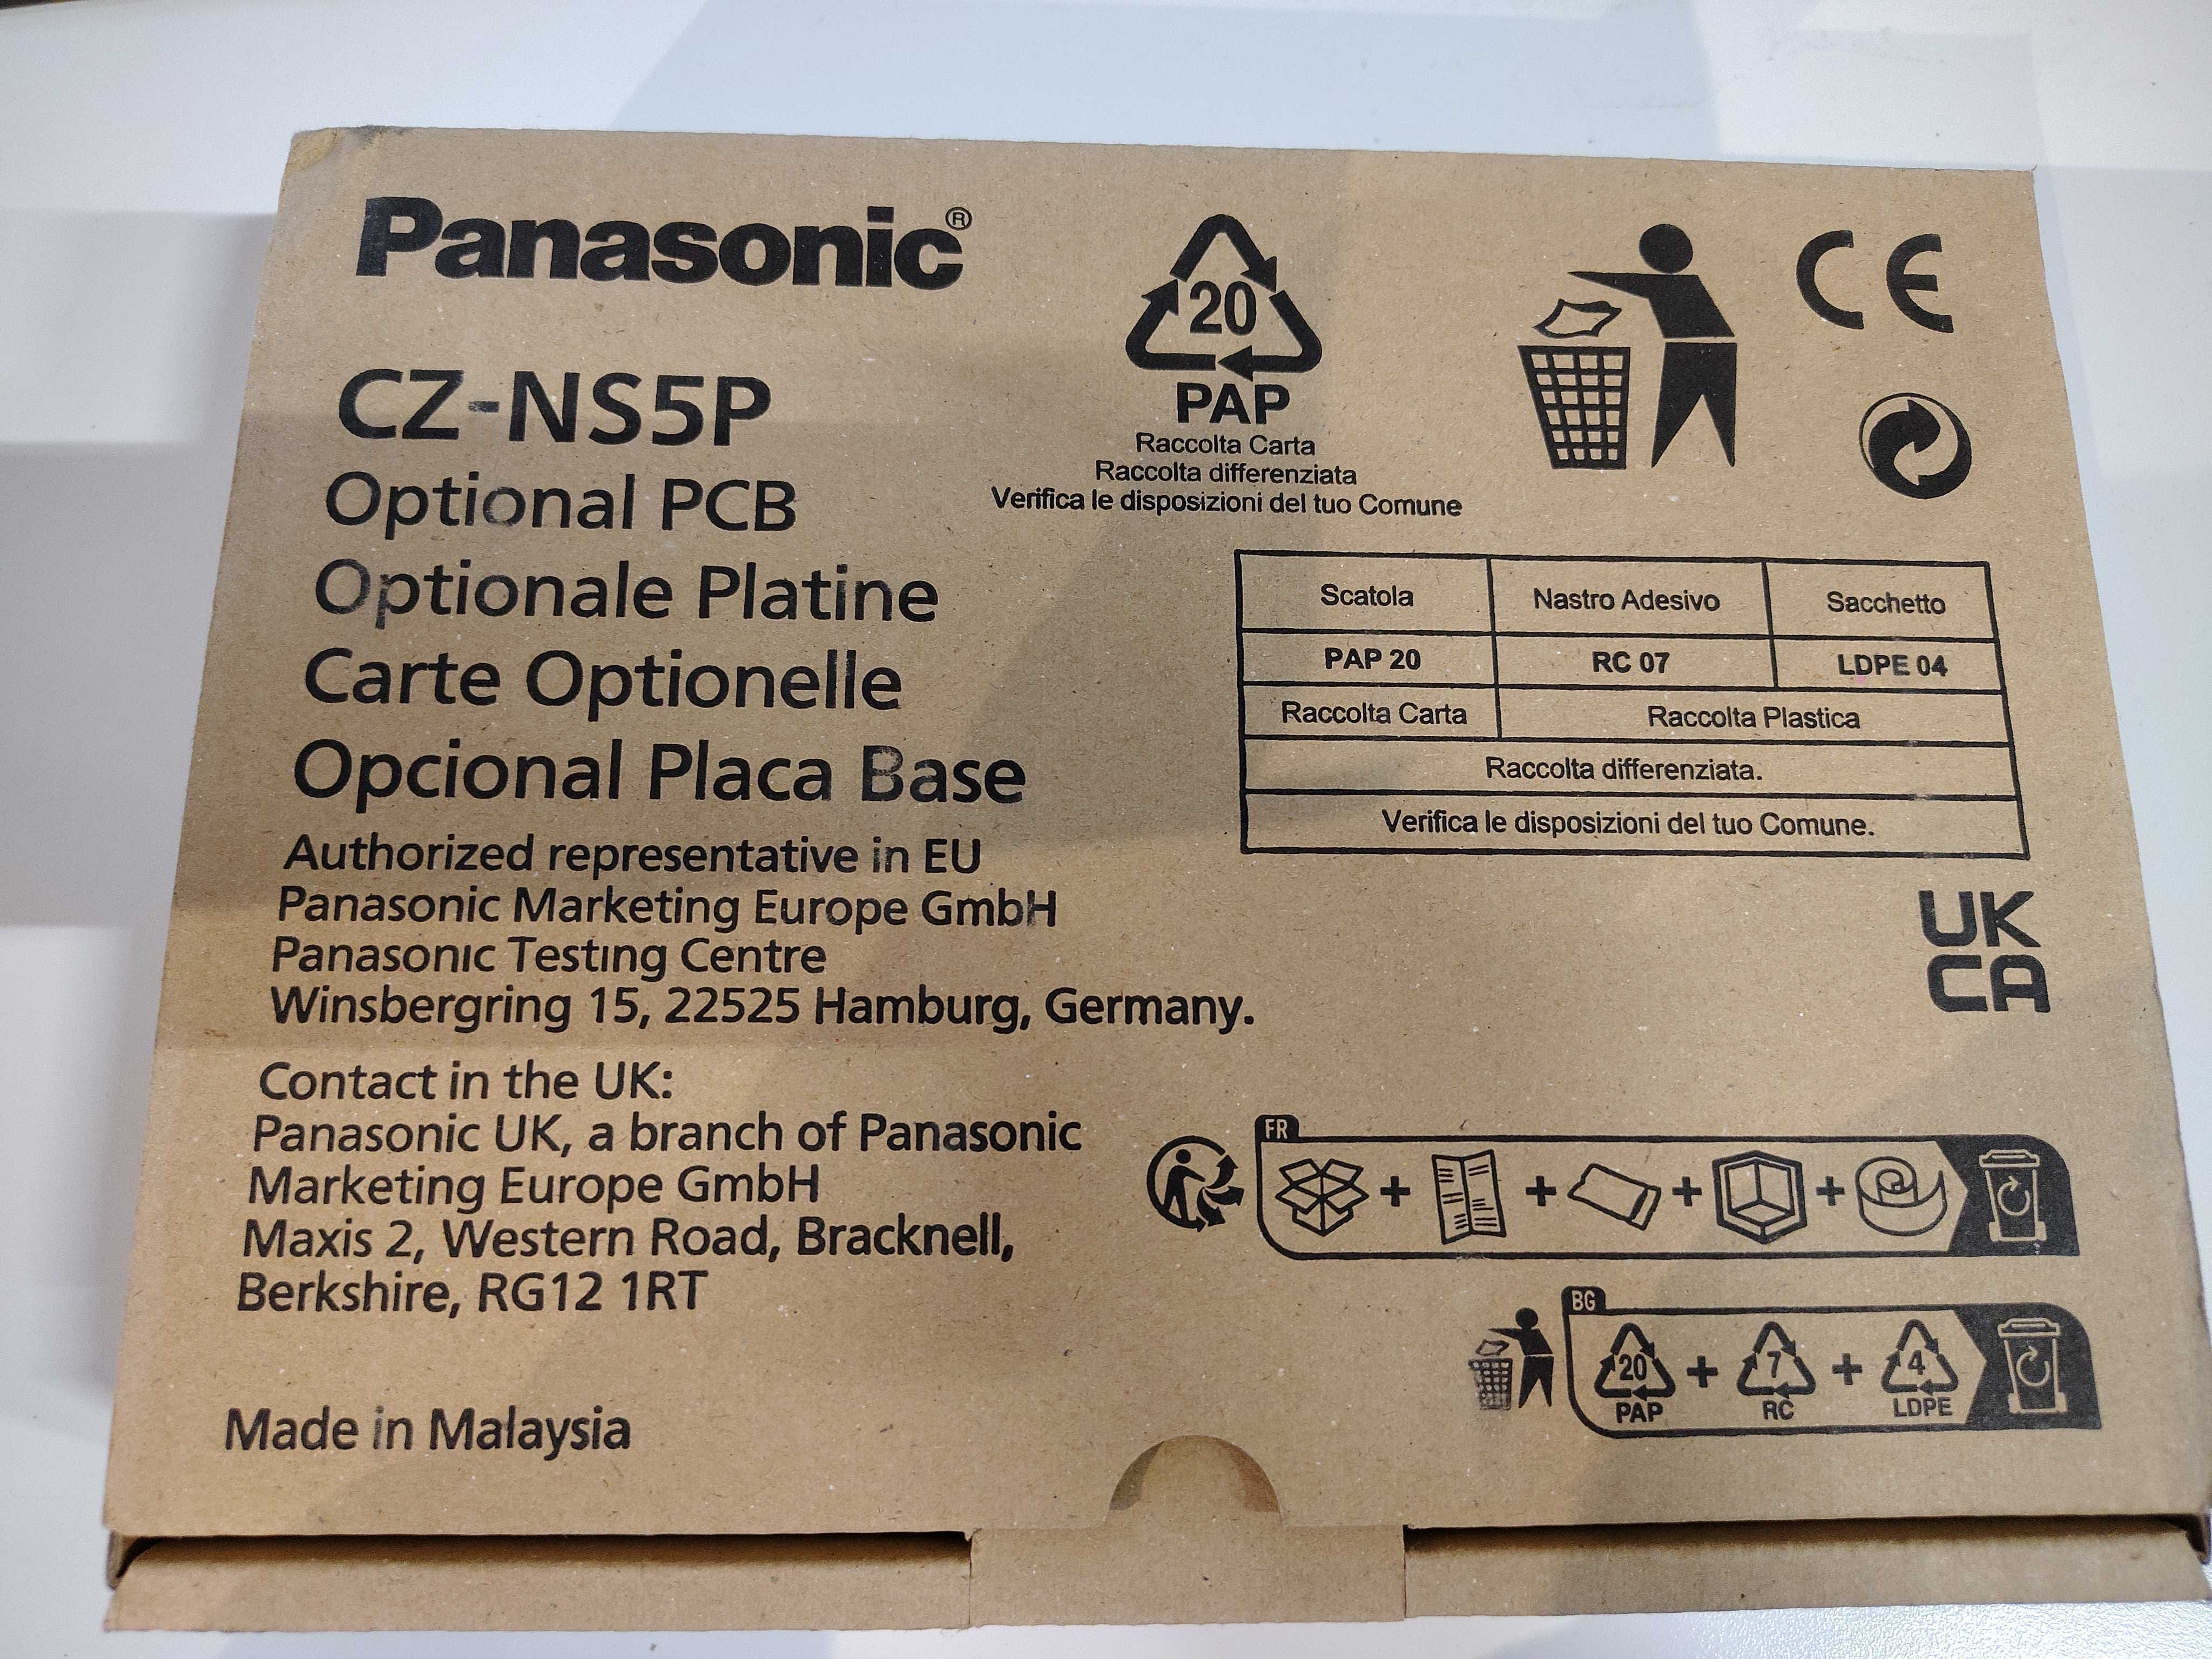 Panasonic®
CZ-NS5P
Optional PCB
Optionale Platine
Carte Optionelle
Opcional Placa Base
Authorized representative in EU
Panasonic Marketing Europe GmbH
Panasonic Testing Centre
Winsbergring 15, 22525 Hamburg, Germany.
Contact in the UK:
Panasonic UK, a branch of Panasonic
Marketing Europe GmbH
Maxis 2, Western Road, Bracknell,
Berkshire, RG12 1RT
Made in Malaysia
20
PAP
Raccolta Carta
Raccolta differenziata
Verifica le disposizioni del tuo Comune
CE
Scatola Nastro Adesivo Sacchetto
PAP 20 RC 07 LDPE 04
Raccolta Carta Raccolta Plastica
Raccolta differenziata.
Verifica le disposizioni del tuo Comune.
UK
CA
FR
+ + + +
BG
20 + 7 + 4
PAP RC LDPE